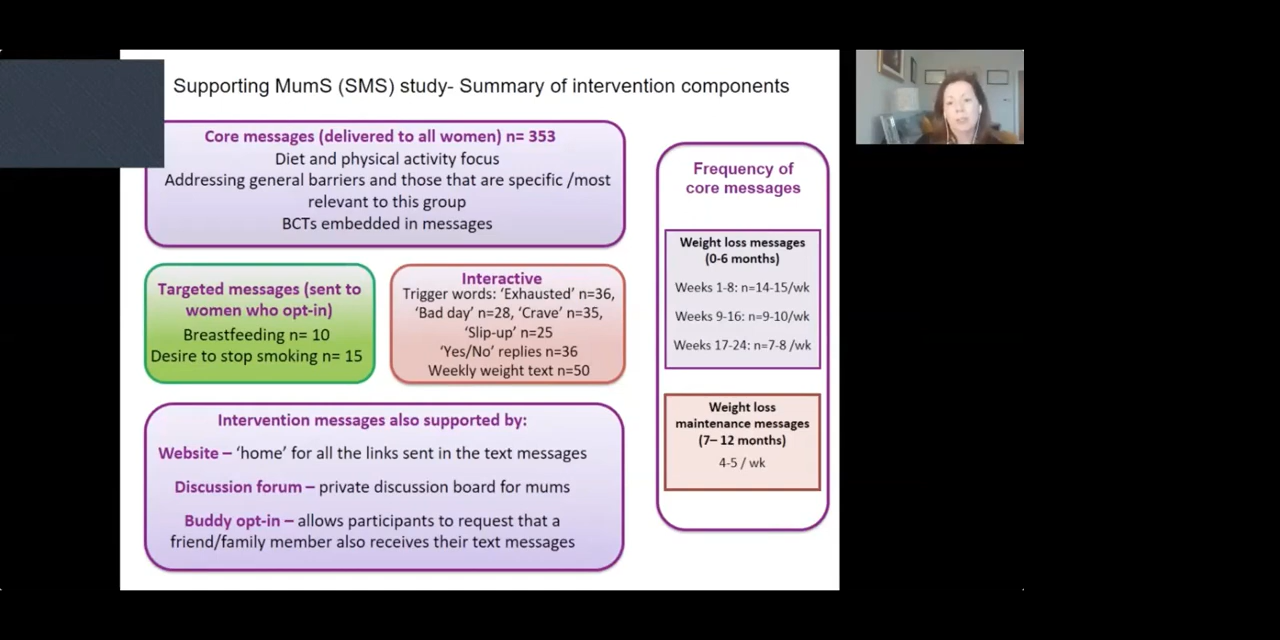 Supporting MumS (SMS) study- Summary of intervention components
Core messages (delivered to all women) n= 353
Diet and physical activity focus
Addressing general barriers and those that are specific /most
relevant to this group
BCTs embedded in messages
Targeted messages (sent to
women who opt-in)
Breastfeeding n= 10
Desire to stop smoking n= 15
Interactive
Trigger words: ‘Exhausted’ n=36,
‘Bad day’ n=28, ‘Crave’ n=35,
‘Slip-up’ n=25
‘Yes/No’ replies n=36
Weekly weight text n=50
Intervention messages also supported by:
Website – ‘home’ for all the links sent in the text messages
Discussion forum – private discussion board for mums
Buddy opt-in – allows participants to request that a
friend/family member also receives their text messages
Frequency of
core messages
Weight loss messages
(0-6 months)
Weeks 1-8: n=14-15/wk
Weeks 9-16: n=9-10/wk
Weeks 17-24: n=7-8 /wk
Weight loss
maintenance messages
(7– 12 months)
4-5 / wk